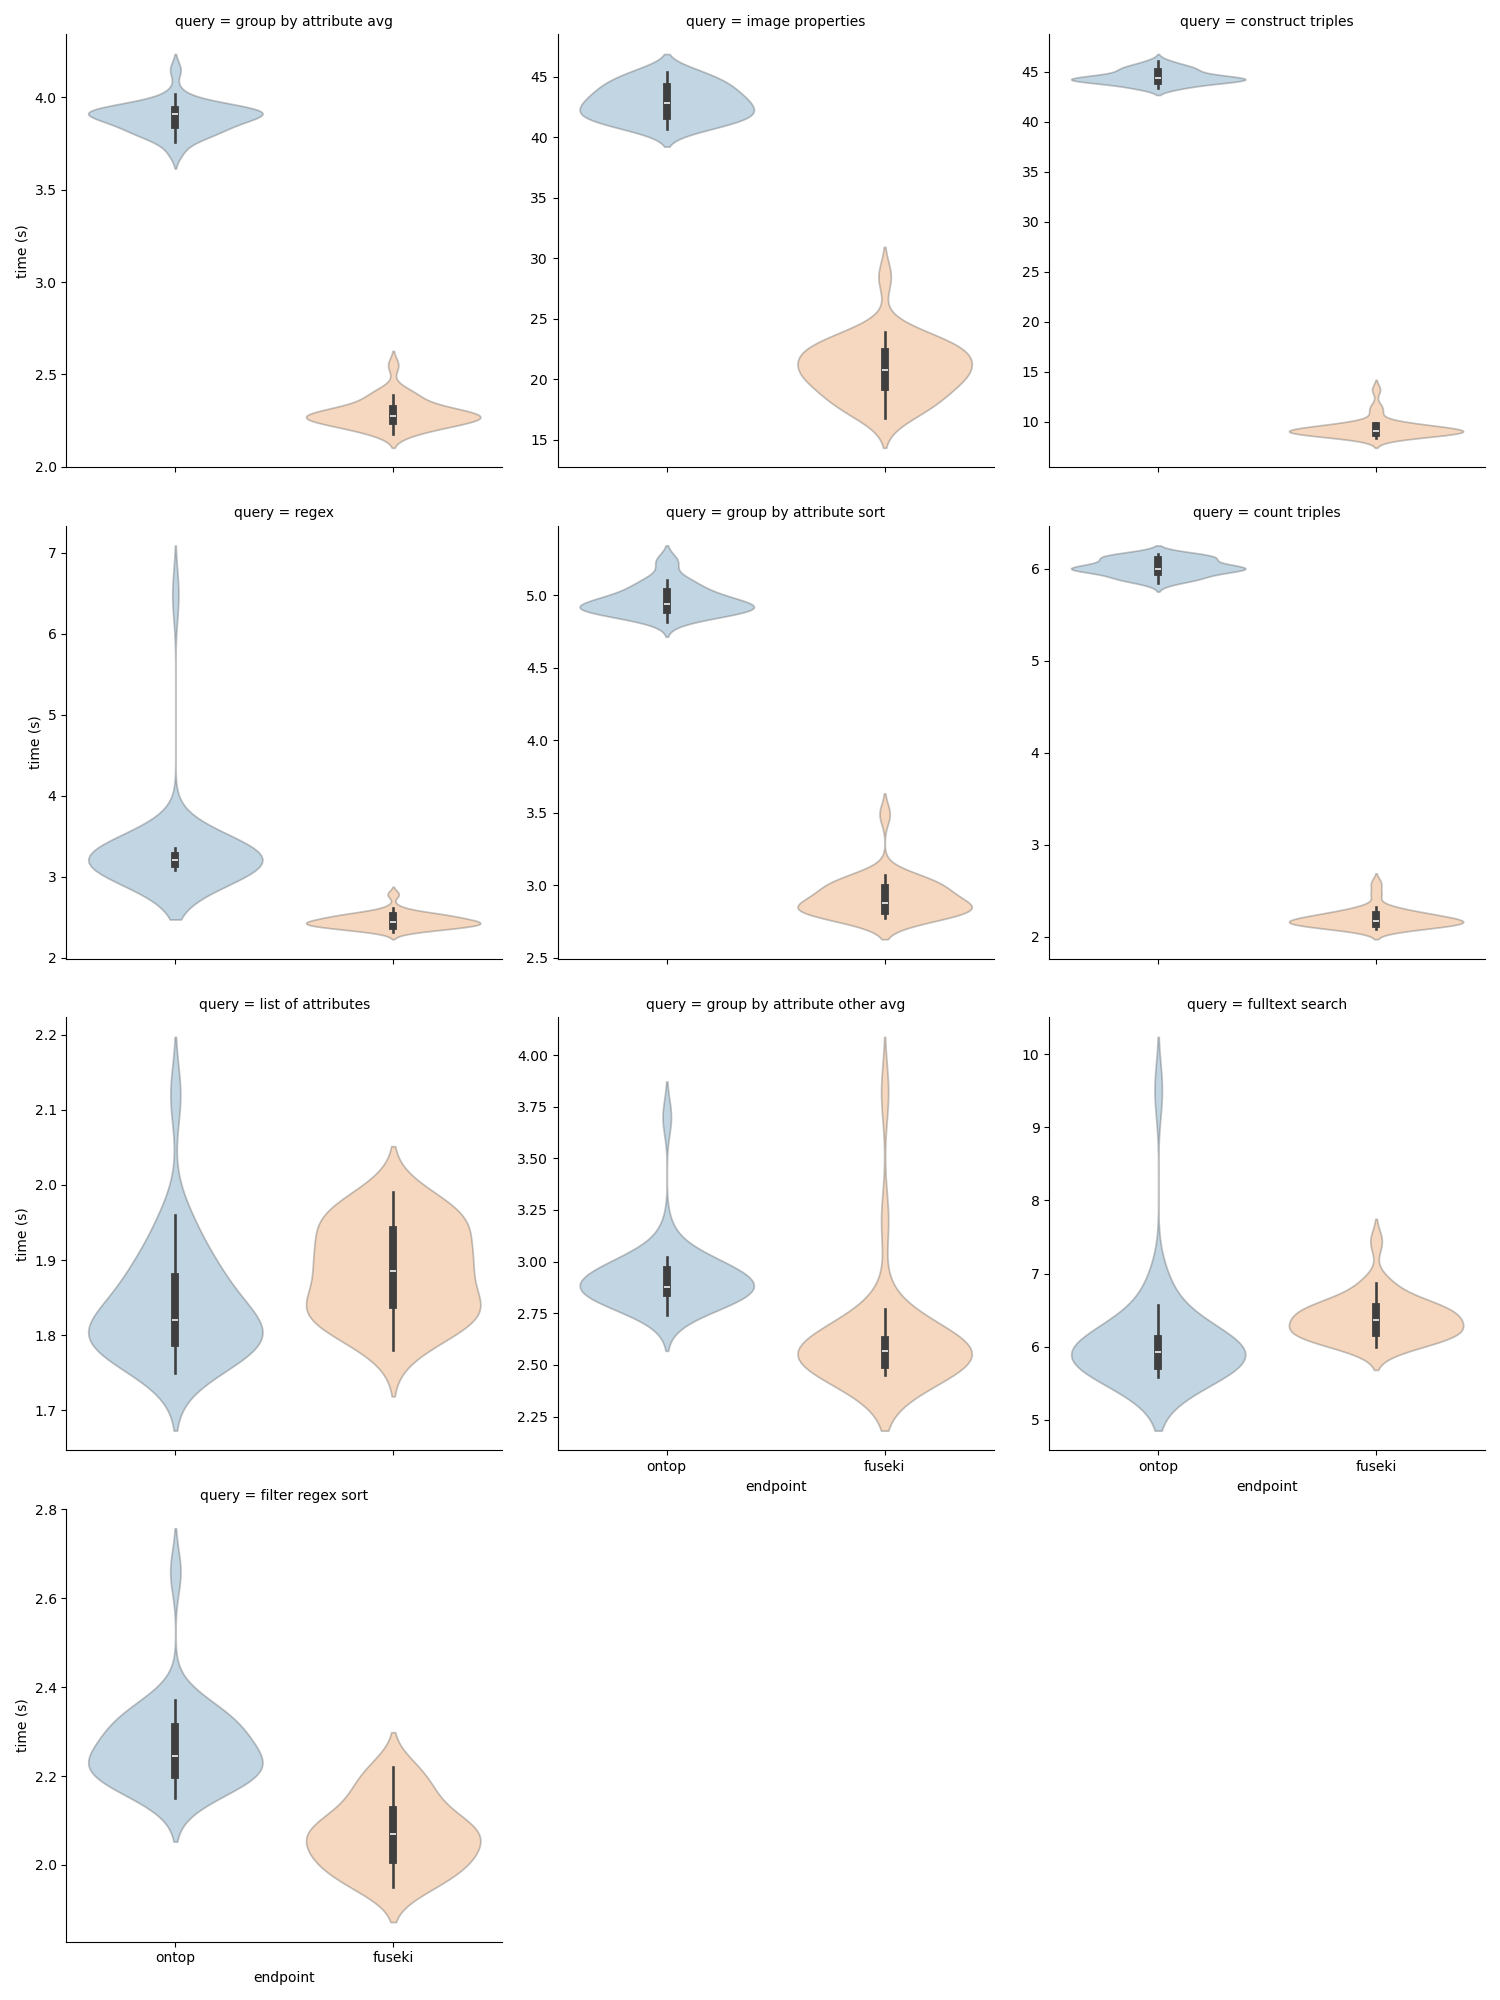 query = group by attribute avg
query = image properties
query = construct triples
4.0
3.5
3.0
2.5
2.0
time (s)
45
40
35
30
25
20
15
45
40
35
30
25
20
15
10
query = regex
query = group by attribute sort
query = count triples
7
6
5
4
3
2
time (s)
5.0
4.5
4.0
3.5
3.0
2.5
6
5
4
3
2
query = list of attributes
query = group by attribute other avg
query = fulltext search
2.2
2.1
2.0
1.9
1.8
1.7
time (s)
4.00
3.75
3.50
3.25
3.00
2.75
2.50
2.25
ontop
fuseki
endpoint
10
9
8
7
6
5
ontop
fuseki
endpoint
query = filter regex sort
2.8
2.6
2.4
2.2
2.0
time (s)
ontop
fuseki
endpoint